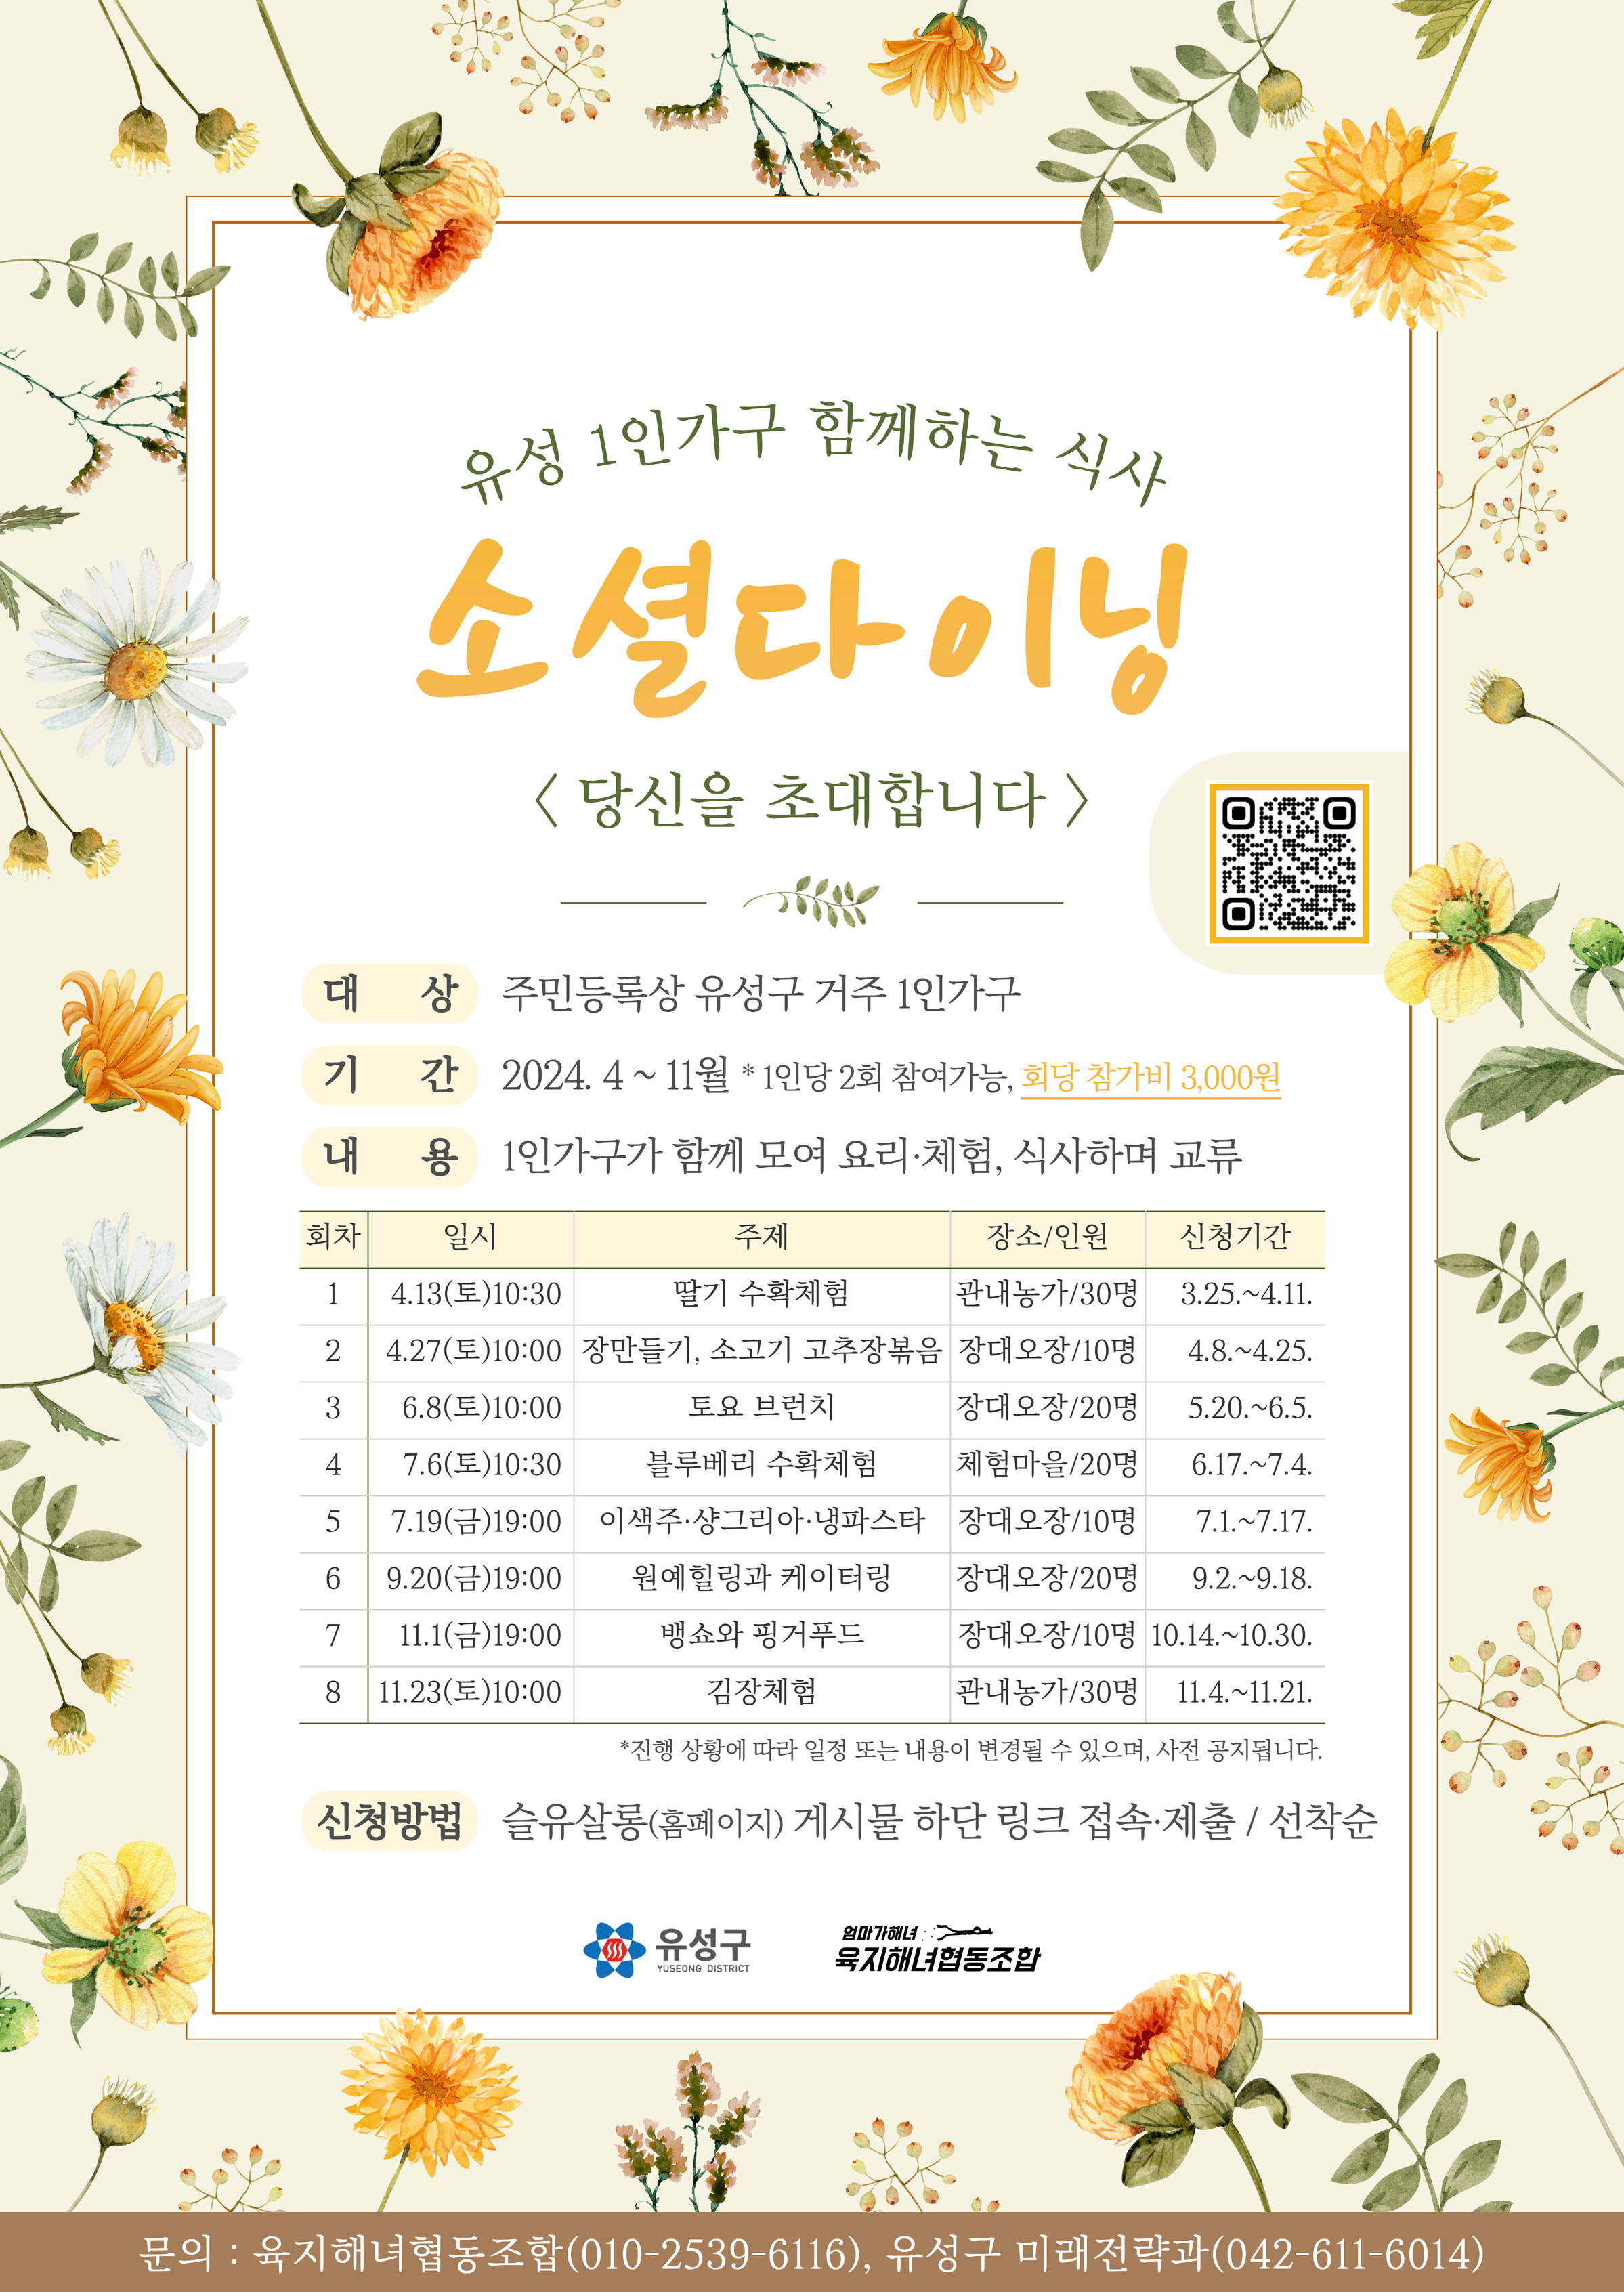 유성 1인가구 함께하는 식사
소셜다이닝
〈 당신을 초대합니다 〉
대 상 주민등록상 유성구 거주 1인가구
기 간 2024. 4 ~ 11월 * 1인당 2회 참여가능, 회당 참가비 3,000원
내 용 1인가구가 함께 모여 요리·체험, 식사하며 교류
회차 일시 주제 장소/인원 신청기간
1 4.13(토)10:30 딸기 수확체험 관내농가/30명 3.25.~4.11.
2 4.27(토)10:00 장만들기, 소고기 고추장볶음 장대오장/10명 4.8.~4.25.
3 6.8(토)10:00 토요 브런치 장대오장/20명 5.20.~6.5.
4 7.6(토)10:30 블루베리 수확체험 체험마을/20명 6.17.~7.4.
5 7.19(금)19:00 이색주·샹그리아·냉파스타 장대오장/10명 7.1.~7.17.
6 9.20(금)19:00 원예힐링과 케이터링 장대오장/20명 9.2.~9.18.
7 11.1(금)19:00 뱅쇼와 핑거푸드 장대오장/10명 10.14.~10.30.
8 11.23(토)10:00 김장체험 관내농가/30명 11.4.~11.21.
*진행 상황에 따라 일정 또는 내용이 변경될 수 있으며, 사전 공지됩니다.
신청방법 슬유살롱(홈페이지) 게시물 하단 링크 접속·제출 / 선착순
유성구
YUSEONG DISTRICT
엄마가해녀
육지해녀협동조합
문의 : 육지해녀협동조합(010-2539-6116), 유성구 미래전략과(042-611-6014)